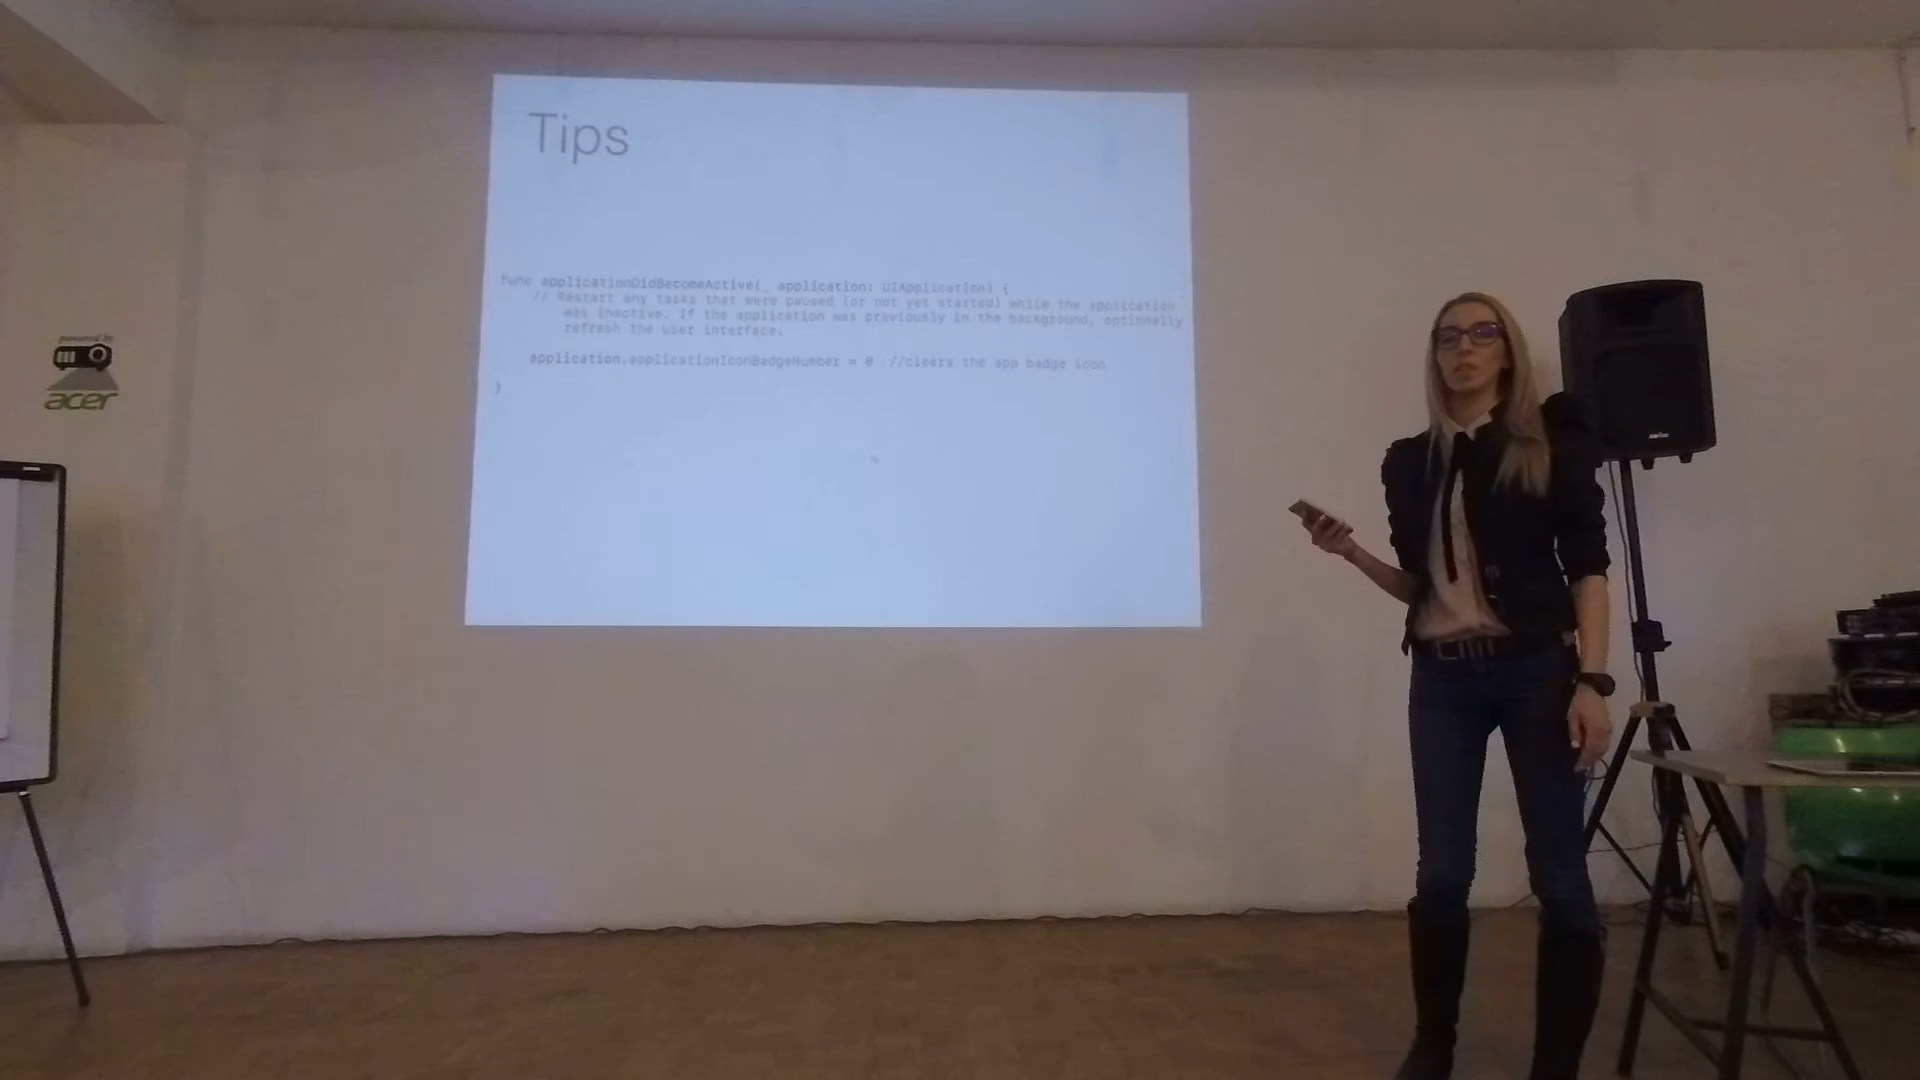 Tips
func applicationDidBecomeActive(_ application: UIApplication) {
// Restart any tasks that were paused (or not yet started) while the application
was inactive. If the application was previously in the background, optionally
refresh the user interface.
application.applicationIconBadgeNumber = 0 //clears the app badge icon
}
powered by
acer